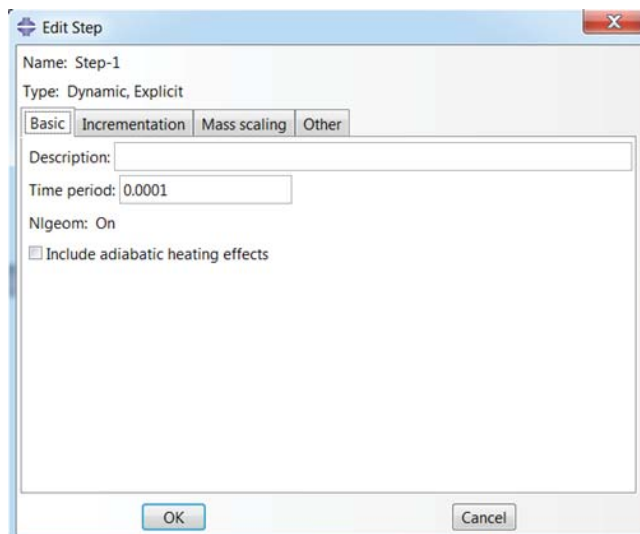 Edit Step
X
Name: Step-1
Type: Dynamic, Explicit
Basic Incrementation Mass scaling Other
Description:
Time period: 0.0001
Nlgeom: On
Include adiabatic heating effects
OK Cancel